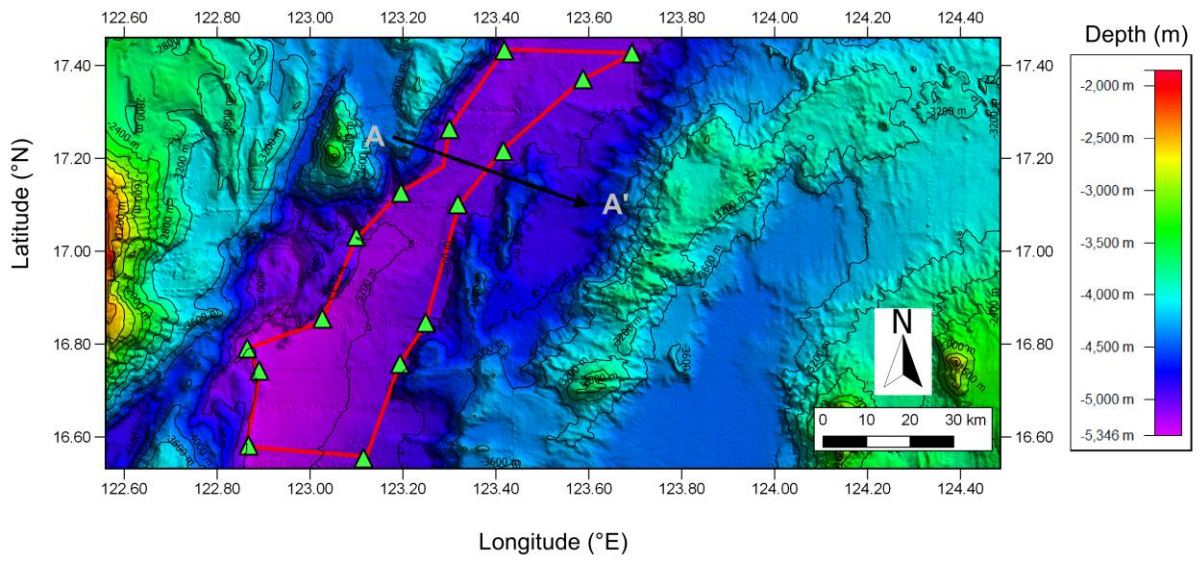 122.60 122.80 123.00 123.20 123.40 123.60 123.80 124.00 124.20 124.40
Depth (m)
17.40
17.20
17.00
16.80
16.60
Latitude (°N)
-2800 m
-2400 m
-3200 m
A
A'
-3600 m
N
0 10 20 30 km
17.40
17.20
17.00
16.80
16.60
-2,000 m
-2,500 m
-3,000 m
-3,500 m
-4,000 m
-4,500 m
-5,000 m
-5,346 m
122.60 122.80 123.00 123.20 123.40 123.60 123.80 124.00 124.20 124.40
Longitude (°E)